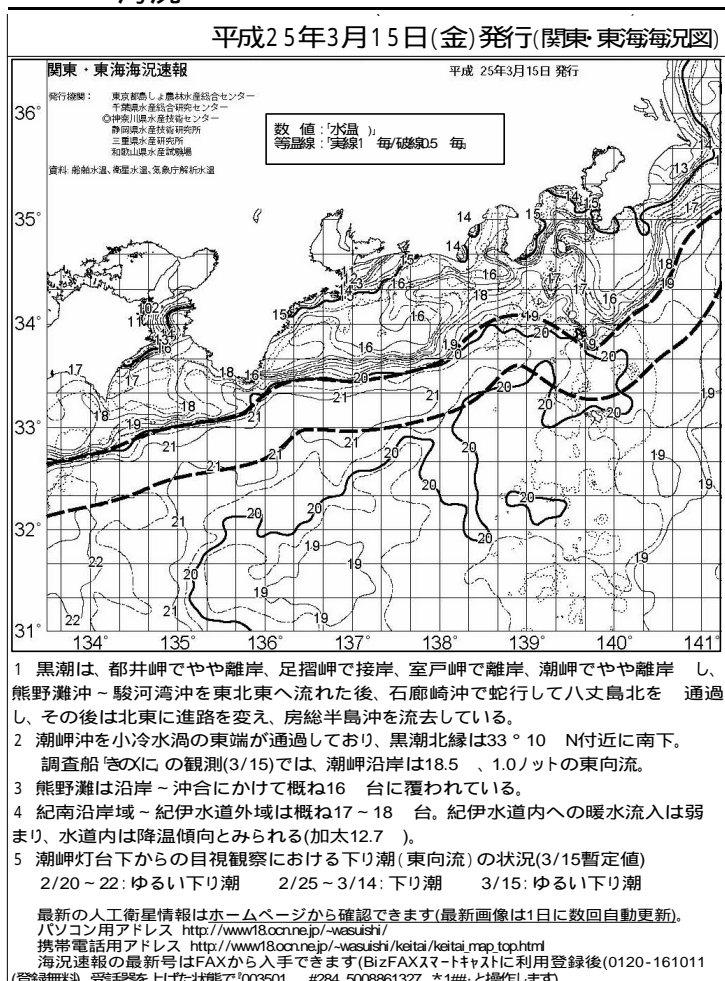 平成25年3月15日(金)発行(関東・東海海況図)
関東・東海海況速報
平成 25年3月15日 発行
発行機関： 東京都島しょ農林水産総合センター
千葉県水産総合研究センター
◎神奈川県水産技術センター
静岡県水産技術研究所
三重県水産研究所
和歌山県水産試験場
資料: 船舶水温、衛星水温、気象庁解析水温
数 値：「水温 )」
等温線：「実線1 毎/破線0.5 毎」
36°
35°
34°
33°
32°
31°
134° 135° 136° 137° 138° 139° 140° 141°
1 黒潮は、都井岬でやや離岸、足摺岬で接岸、室戸岬で離岸、潮岬でやや離岸 し、
熊野灘沖～駿河湾沖を東北東へ流れた後、石廊崎沖で蛇行して八丈島北を 通過
し、その後は北東に進路を変え、房総半島沖を流去している。
2 潮岬沖を小冷水渦の東端が通過しており、黒潮北縁は33°10 N付近に南下。
調査船「きのくに」の観測(3/15)では、潮岬沿岸は18.5 、1.0ノットの東向流。
3 熊野灘は沿岸～沖合にかけて概ね16 台に覆われている。
4 紀南沿岸域～紀伊水道外域は概ね17～18 台。紀伊水道内への暖水流入は弱
まり、水道内は降温傾向とみられる(加太12.7 )。
5 潮岬灯台下からの目視観察における下り潮(東向流)の状況(3/15暫定値)
2/20～22:ゆるい下り潮 2/25～3/14:下り潮 3/15:ゆるい下り潮
最新の人工衛星情報はホームページから確認できます(最新画像は1日に数回自動更新)。
パソコン用アドレス http://www18.ocn.ne.jp/~wasuishi/
携帯電話用アドレス http://www18.ocn.ne.jp/~wasuishi/keitai/keitai_map_top.html
海況速報の最新号はFAXから入手できます(BizFAXスマートキャストに利用登録後(0120-161011
(登録無料)、受話器を上げた状態で『003501 #284 5008861327 *1##』と操作します)